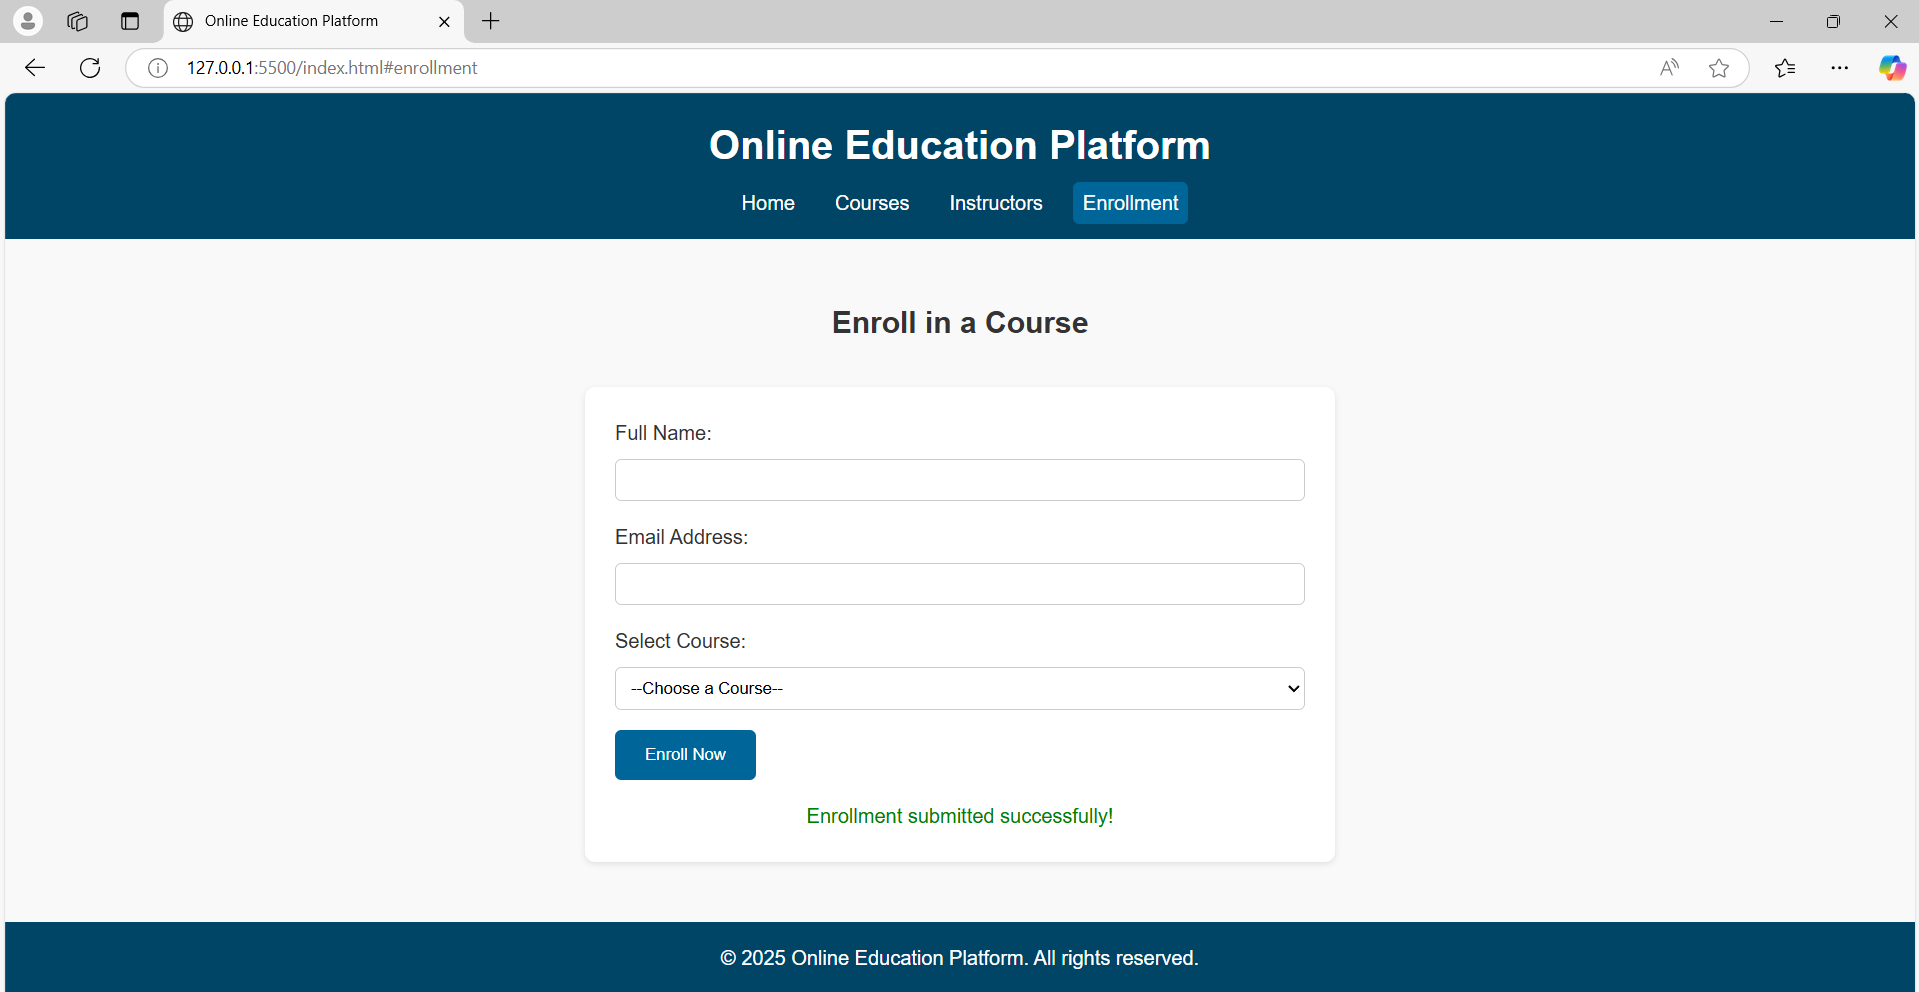 Online Education Platform
127.0.0.1:5500/index.html#enrollment
Online Education Platform
Home Courses Instructors Enrollment
Enroll in a Course
Full Name:
Email Address:
Select Course:
--Choose a Course--
Enroll Now
Enrollment submitted successfully!
© 2025 Online Education Platform. All rights reserved.